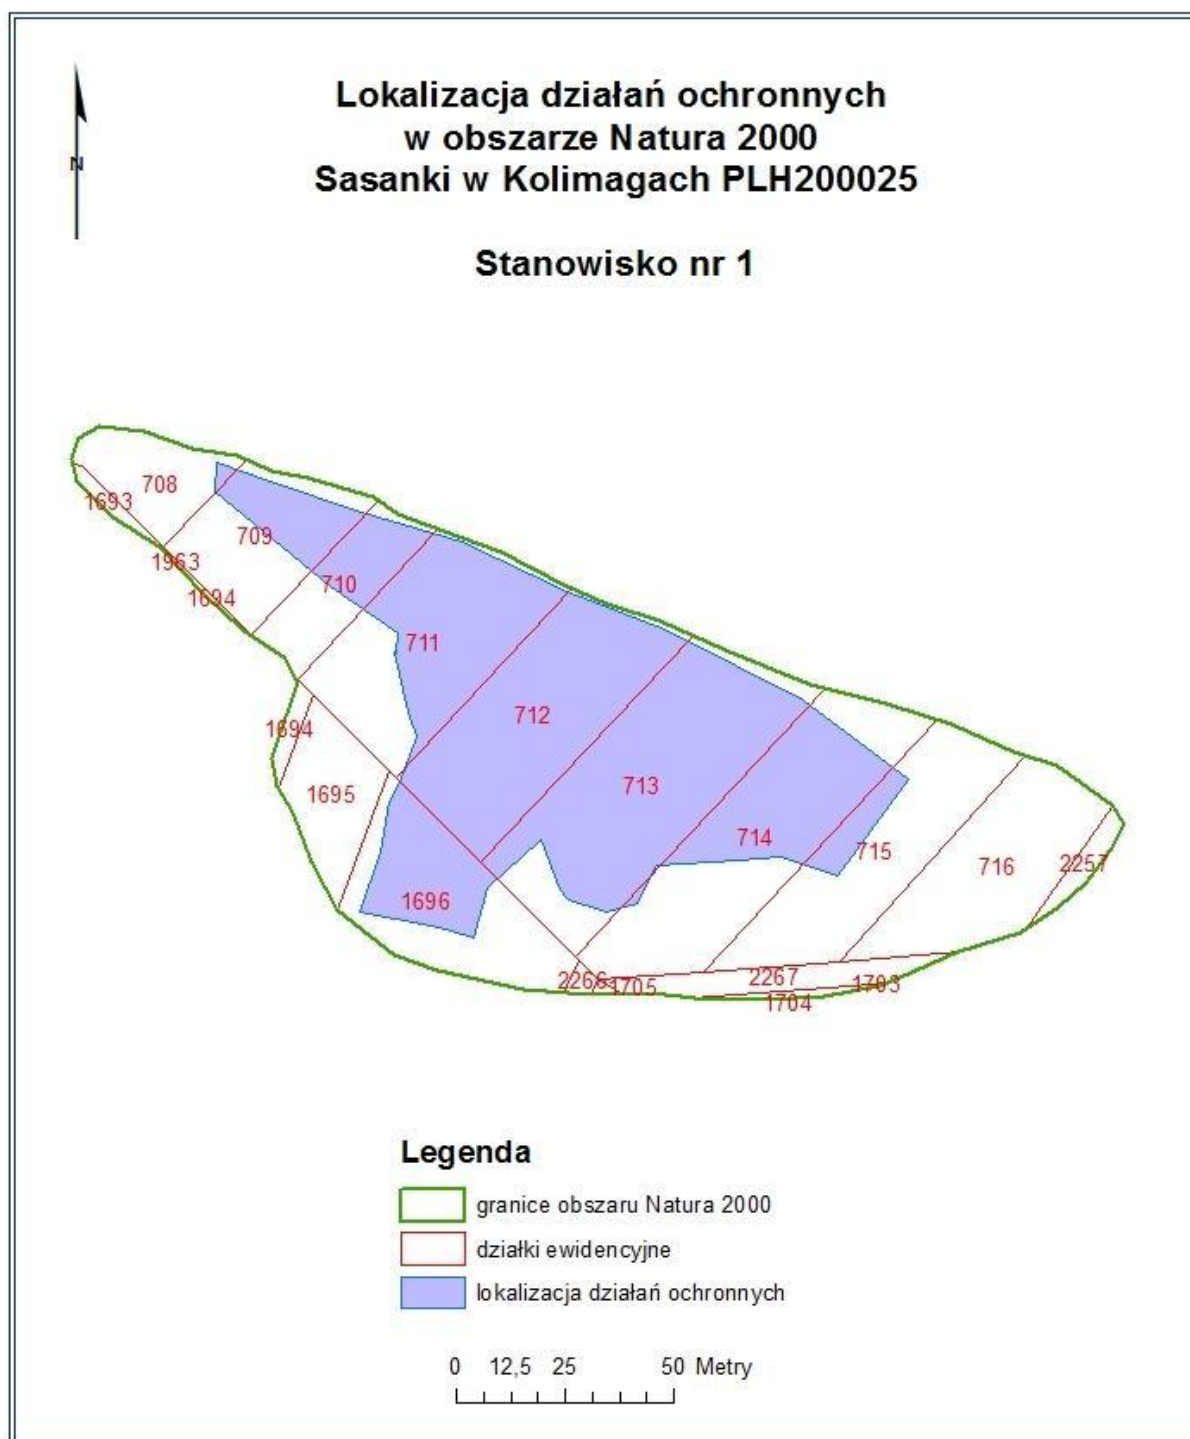 Lokalizacja działań ochronnych
w obszarze Natura 2000
Sasanki w Kolimagach PLH200025
N
Stanowisko nr 1
708
1693
709
1963
710
1694
711
712
1694
713
1695
714
715
716
2257
1696
2266
1705
2267
1703
1704
Legenda
granice obszaru Natura 2000
działki ewidencyjne
lokalizacja działań ochronnych
0 12,5 25 50 Metry